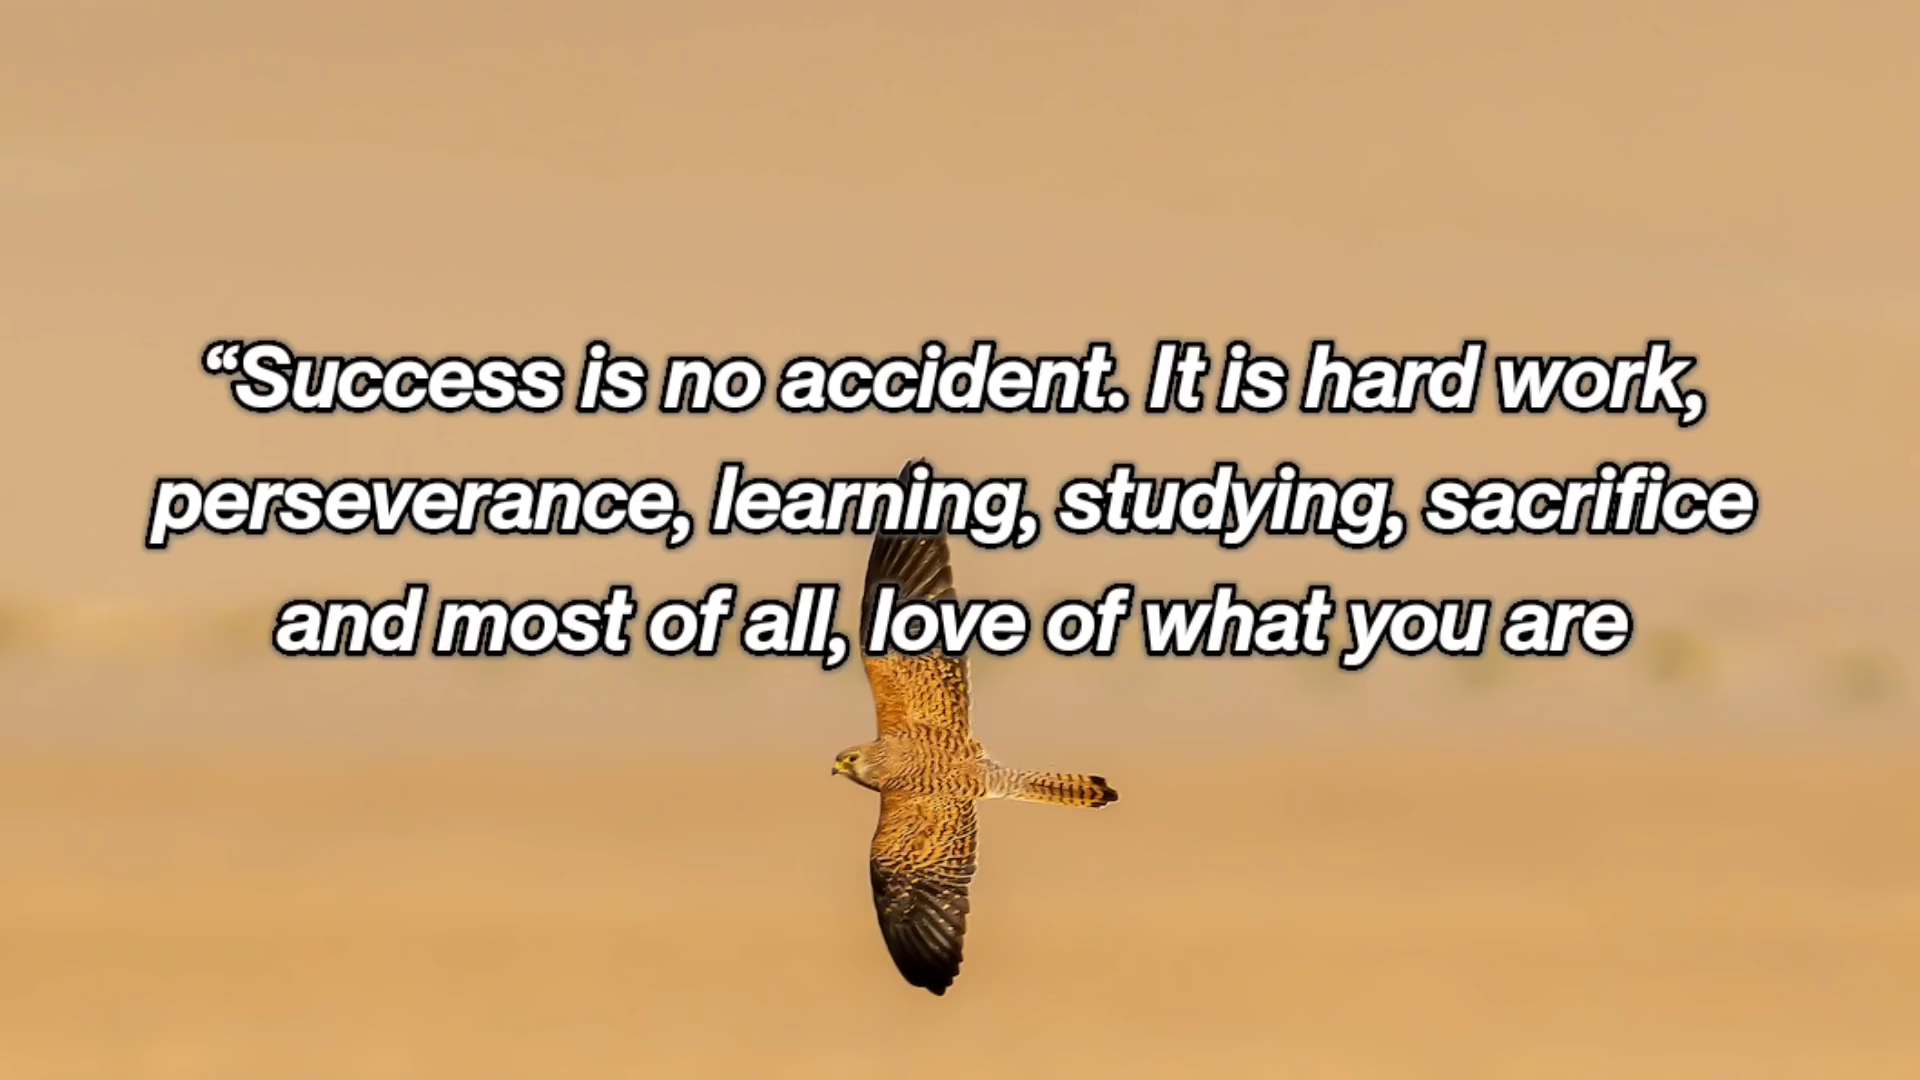 “Success is no accident. It is hard work,
perseverance, learning, studying, sacrifice
and most of all, love of what you are